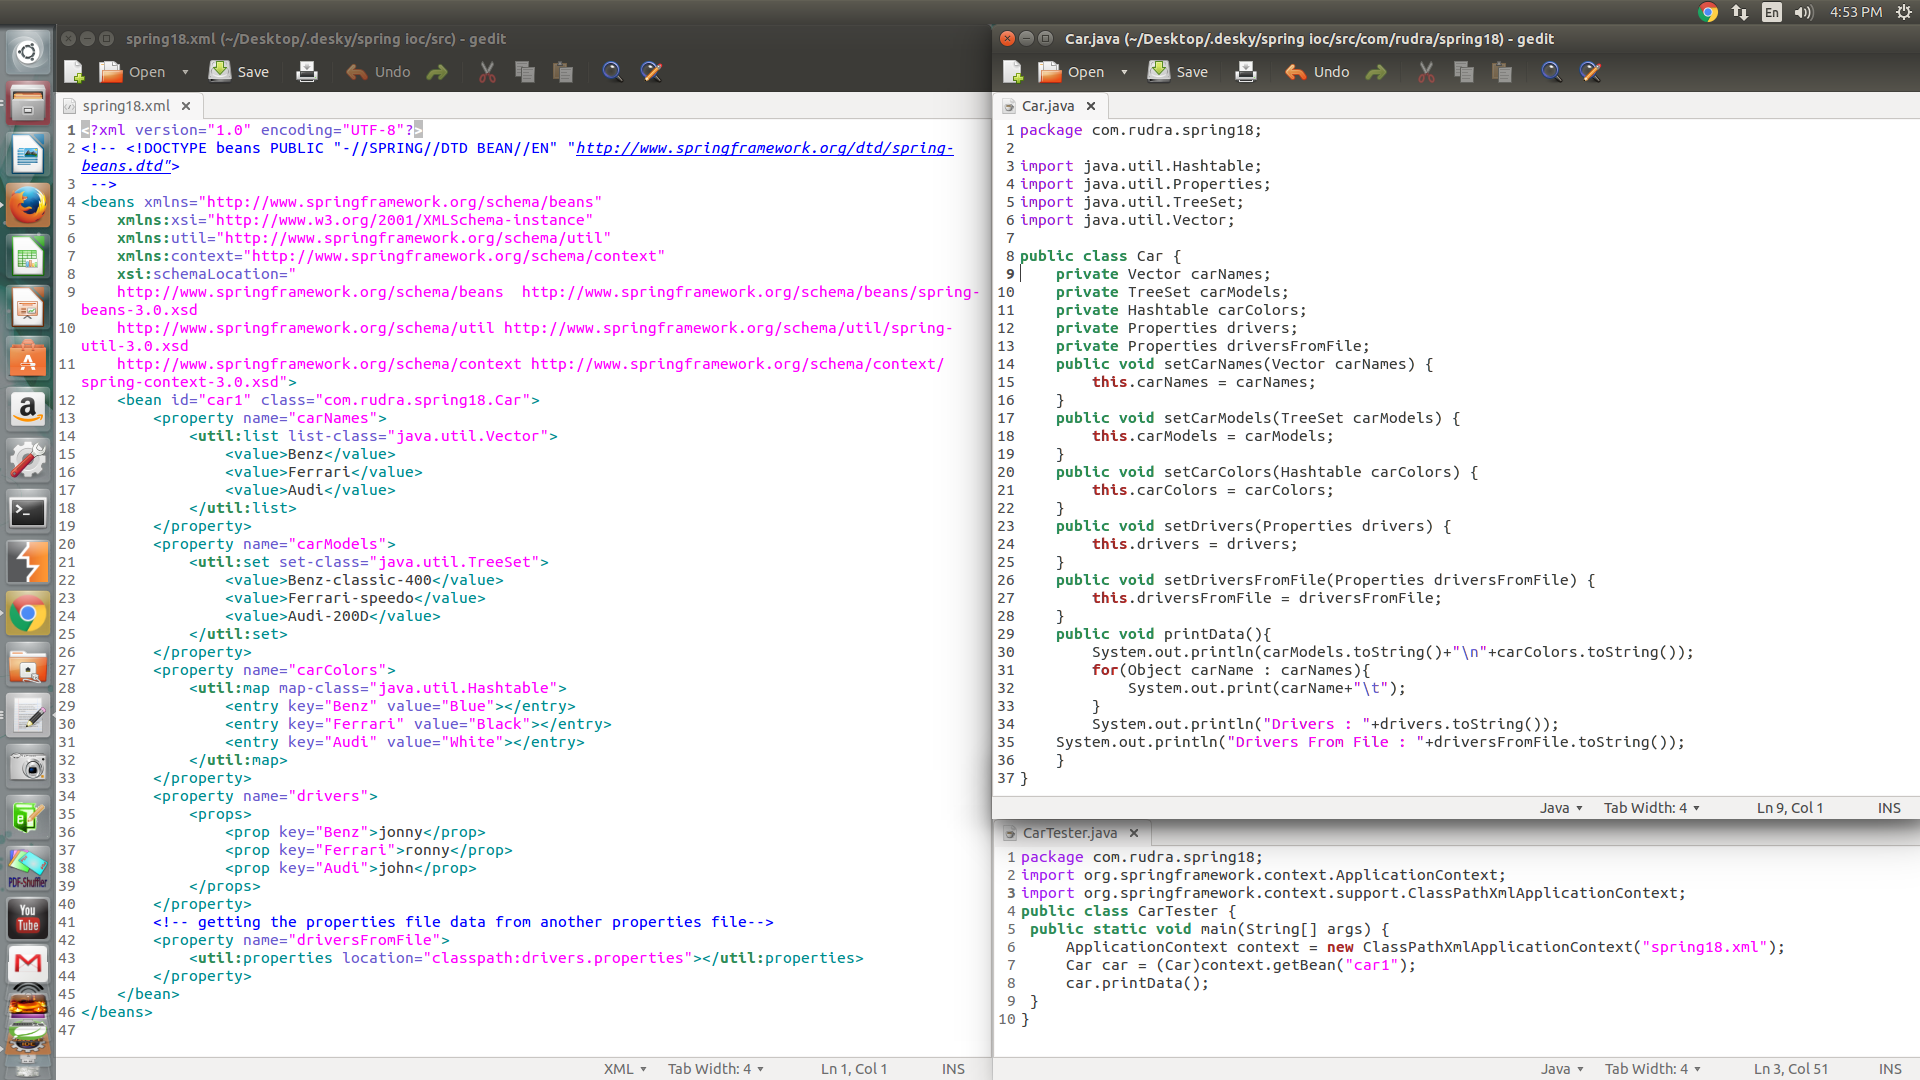 En 4:53 PM
spring18.xml (~/Desktop/.desky/spring ioc/src) - gedit
Open Save Undo
spring18.xml
1 <?xml version="1.0" encoding="UTF-8"?>
2 <!-- <!DOCTYPE beans PUBLIC "-//SPRING//DTD BEAN//EN" "http://www.springframework.org/dtd/spring-
beans.dtd">
3  -->
4 <beans xmlns="http://www.springframework.org/schema/beans"
5     xmlns:xsi="http://www.w3.org/2001/XMLSchema-instance"
6     xmlns:util="http://www.springframework.org/schema/util"
7     xmlns:context="http://www.springframework.org/schema/context"
8     xsi:schemaLocation="
9     http://www.springframework.org/schema/beans  http://www.springframework.org/schema/beans/spring-
beans-3.0.xsd
10     http://www.springframework.org/schema/util http://www.springframework.org/schema/util/spring-
util-3.0.xsd
11     http://www.springframework.org/schema/context http://www.springframework.org/schema/context/
spring-context-3.0.xsd">
12     <bean id="car1" class="com.rudra.spring18.Car">
13         <property name="carNames">
14             <util:list list-class="java.util.Vector">
15                 <value>Benz</value>
16                 <value>Ferrari</value>
17                 <value>Audi</value>
18             </util:list>
19         </property>
20         <property name="carModels">
21             <util:set set-class="java.util.TreeSet">
22                 <value>Benz-classic-400</value>
23                 <value>Ferrari-speedo</value>
24                 <value>Audi-200D</value>
25             </util:set>
26         </property>
27         <property name="carColors">
28             <util:map map-class="java.util.Hashtable">
29                 <entry key="Benz" value="Blue"></entry>
30                 <entry key="Ferrari" value="Black"></entry>
31                 <entry key="Audi" value="White"></entry>
32             </util:map>
33         </property>
34         <property name="drivers">
35             <props>
36                 <prop key="Benz">jonny</prop>
37                 <prop key="Ferrari">ronny</prop>
38                 <prop key="Audi">john</prop>
39             </props>
40         </property>
41         <!-- getting the properties file data from another properties file-->
42         <property name="driversFromFile">
43             <util:properties location="classpath:drivers.properties"></util:properties>
44         </property>
45     </bean>
46 </beans>
47
XML Tab Width: 4 Ln 1, Col 1 INS
Car.java (~/Desktop/.desky/spring ioc/src/com/rudra/spring18) - gedit
Open Save Undo
Car.java
1 package com.rudra.spring18;
2
3 import java.util.Hashtable;
4 import java.util.Properties;
5 import java.util.TreeSet;
6 import java.util.Vector;
7
8 public class Car {
9     private Vector carNames;
10     private TreeSet carModels;
11     private Hashtable carColors;
12     private Properties drivers;
13     private Properties driversFromFile;
14     public void setCarNames(Vector carNames) {
15         this.carNames = carNames;
16     }
17     public void setCarModels(TreeSet carModels) {
18         this.carModels = carModels;
19     }
20     public void setCarColors(Hashtable carColors) {
21         this.carColors = carColors;
22     }
23     public void setDrivers(Properties drivers) {
24         this.drivers = drivers;
25     }
26     public void setDriversFromFile(Properties driversFromFile) {
27         this.driversFromFile = driversFromFile;
28     }
29     public void printData(){
30         System.out.println(carModels.toString()+"\n"+carColors.toString());
31         for(Object carName : carNames){
32             System.out.print(carName+"\t");
33         }
34         System.out.println("Drivers : "+drivers.toString());
35     System.out.println("Drivers From File : "+driversFromFile.toString());
36     }
37 }
Java Tab Width: 4 Ln 9, Col 1 INS
CarTester.java
1 package com.rudra.spring18;
2 import org.springframework.context.ApplicationContext;
3 import org.springframework.context.support.ClassPathXmlApplicationContext;
4 public class CarTester {
5  public static void main(String[] args) {
6      ApplicationContext context = new ClassPathXmlApplicationContext("spring18.xml");
7      Car car = (Car)context.getBean("car1");
8      car.printData();
9  }
10 }
Java Tab Width: 4 Ln 3, Col 51 INS
PDF-Shuffler
You
Tube